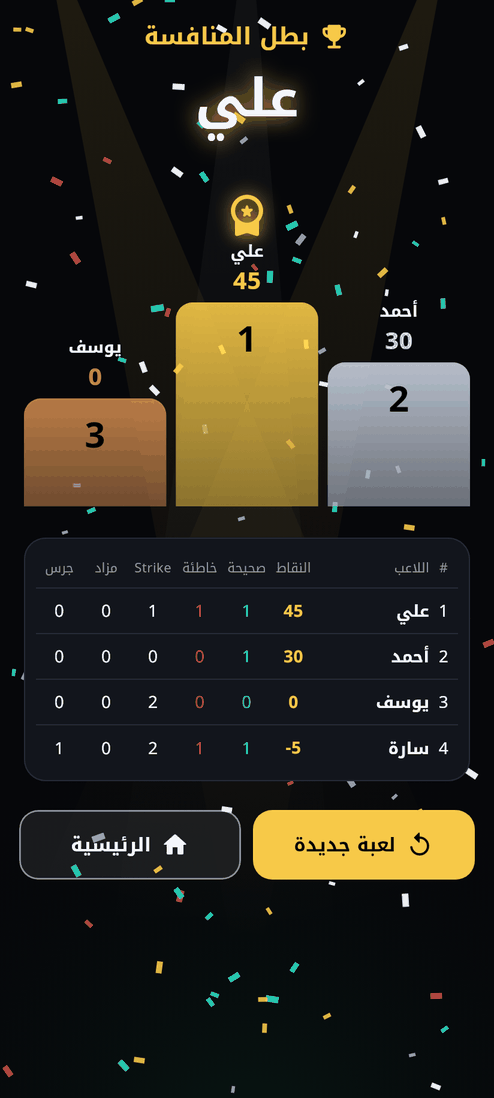 بطل المنافسة
علي
علي
45
أحمد
30
يوسف
0
1
2
3
# اللاعب النقاط صحيحة خاطئة Strike مزاد جرس
1 علي 45 1 1 1 0 0
2 أحمد 30 1 0 0 0 0
3 يوسف 0 0 0 2 0 0
4 سارة -5 1 1 2 0 1
لعبة جديدة
الرئيسية